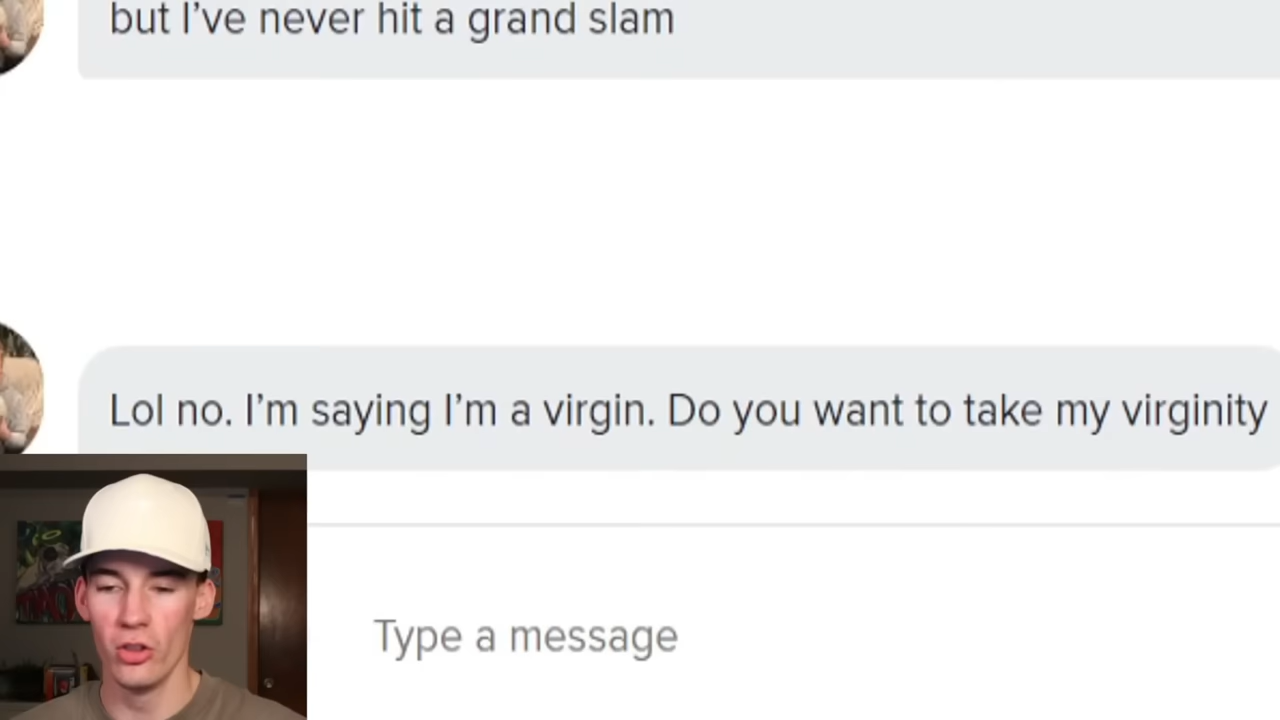 but I’ve never hit a grand slam
Lol no. I’m saying I’m a virgin. Do you want to take my virginity
Type a message